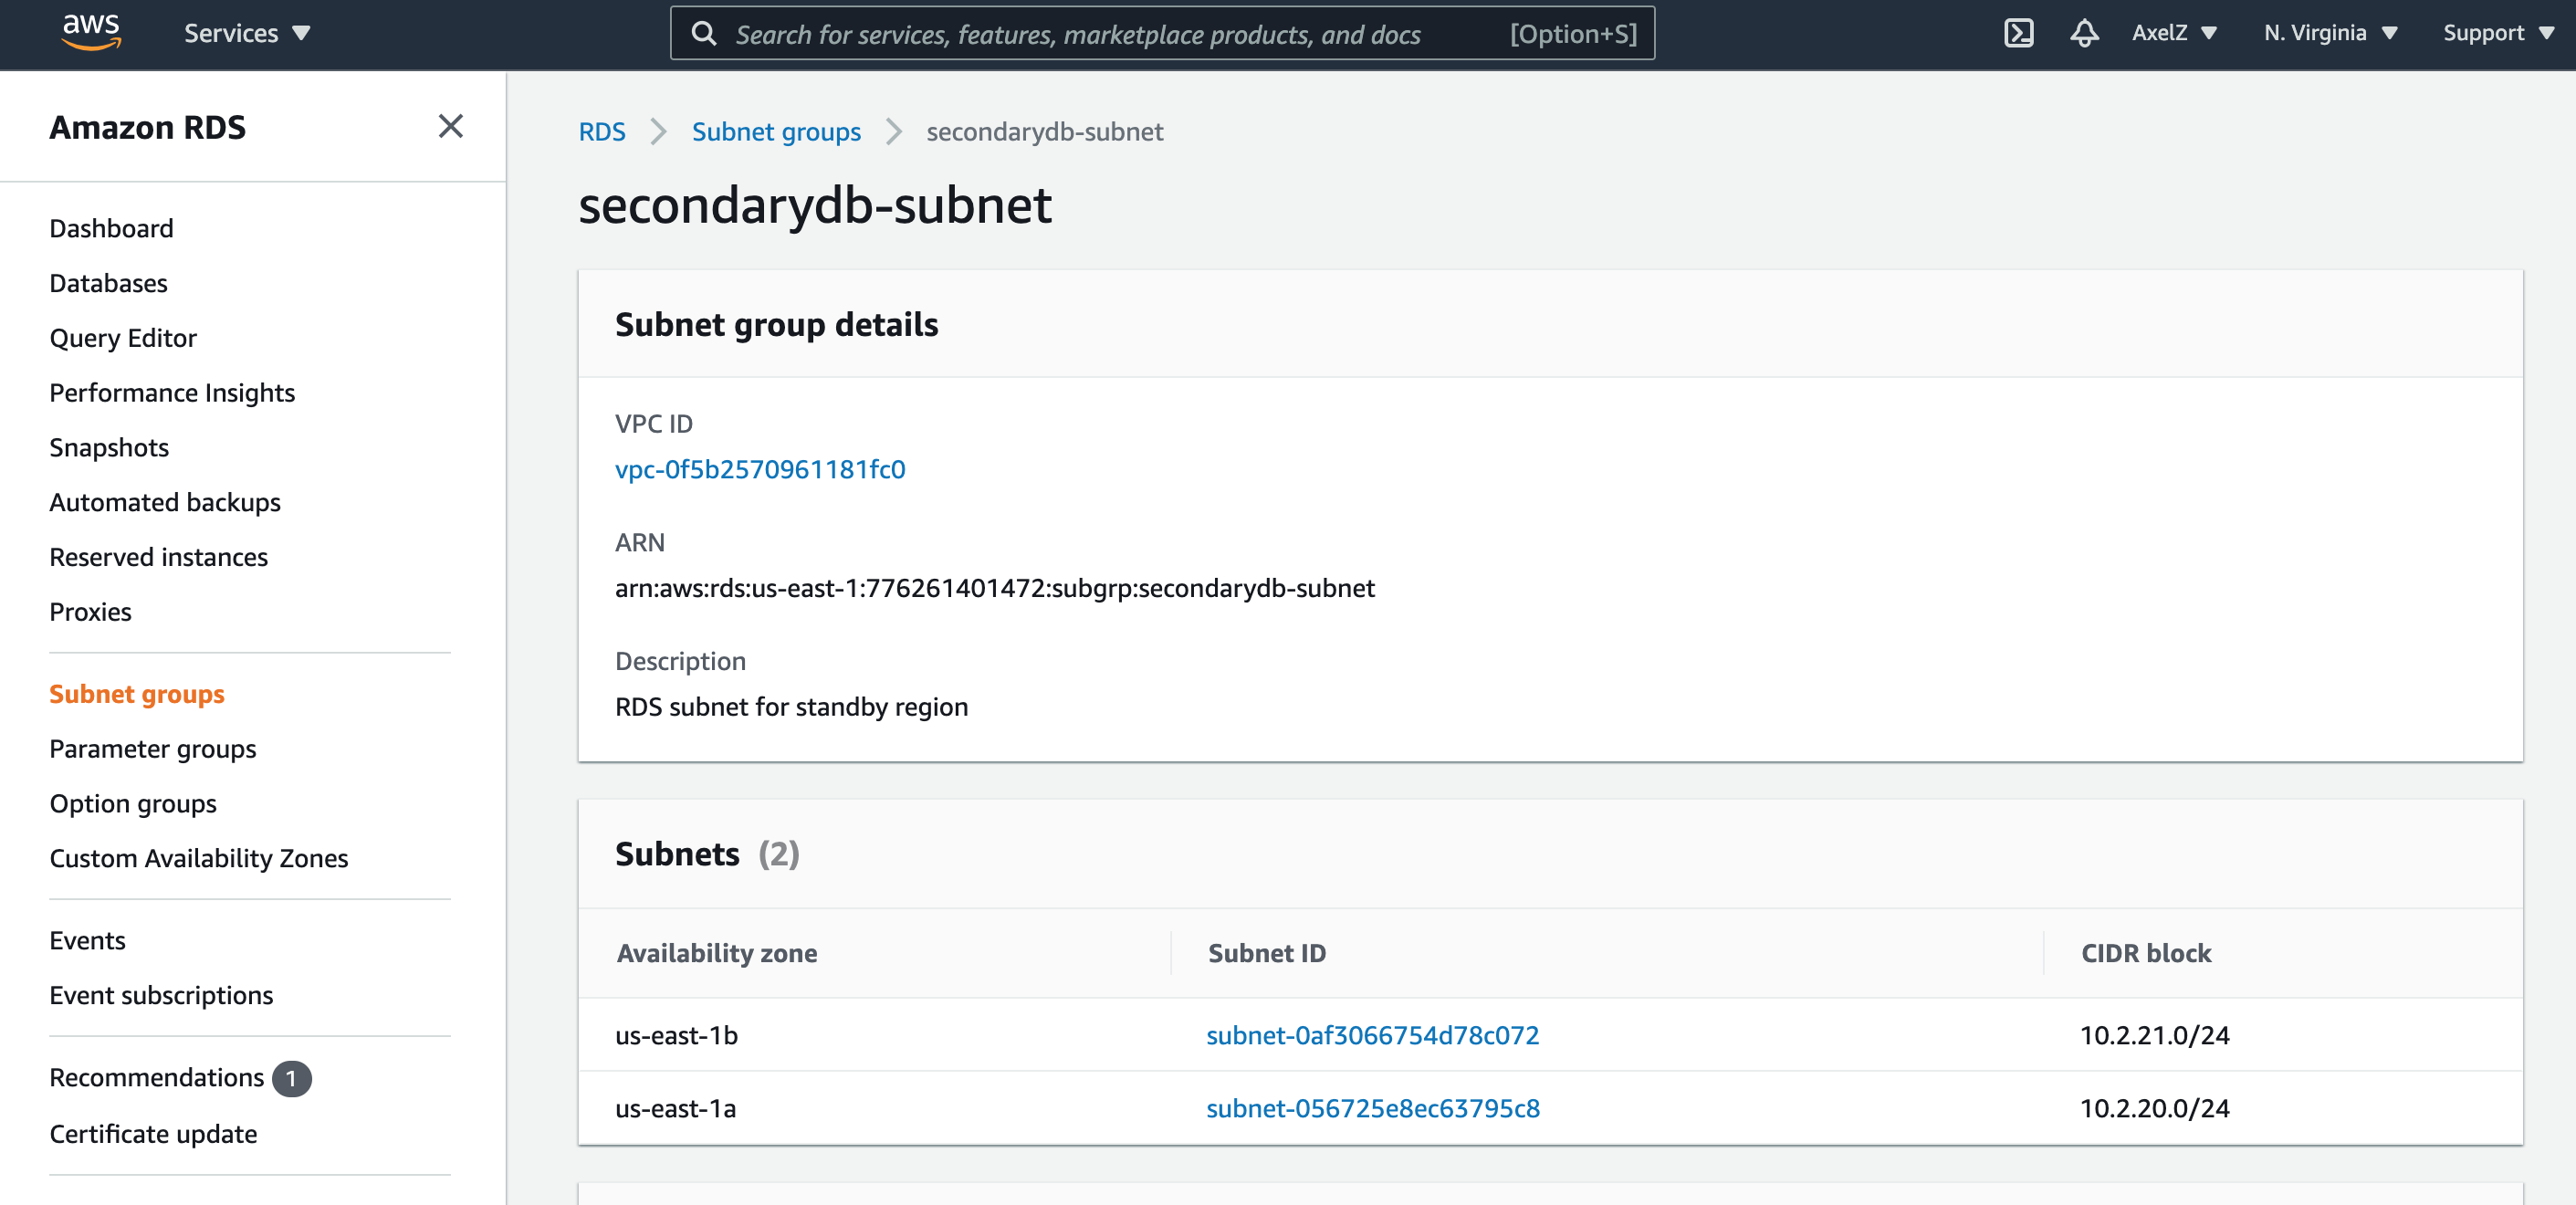 aws
Services
Search for services, features, marketplace products, and docs [Option+S]
AxelZ
N. Virginia
Support
Amazon RDS
Dashboard
Databases
Query Editor
Performance Insights
Snapshots
Automated backups
Reserved instances
Proxies
Subnet groups
Parameter groups
Option groups
Custom Availability Zones
Events
Event subscriptions
Recommendations 1
Certificate update
RDS > Subnet groups > secondarydb-subnet
secondarydb-subnet
Subnet group details
VPC ID
vpc-0f5b2570961181fc0
ARN
arn:aws:rds:us-east-1:776261401472:subgrp:secondarydb-subnet
Description
RDS subnet for standby region
Subnets (2)
Availability zone Subnet ID CIDR block
us-east-1b subnet-0af3066754d78c072 10.2.21.0/24
us-east-1a subnet-056725e8ec63795c8 10.2.20.0/24